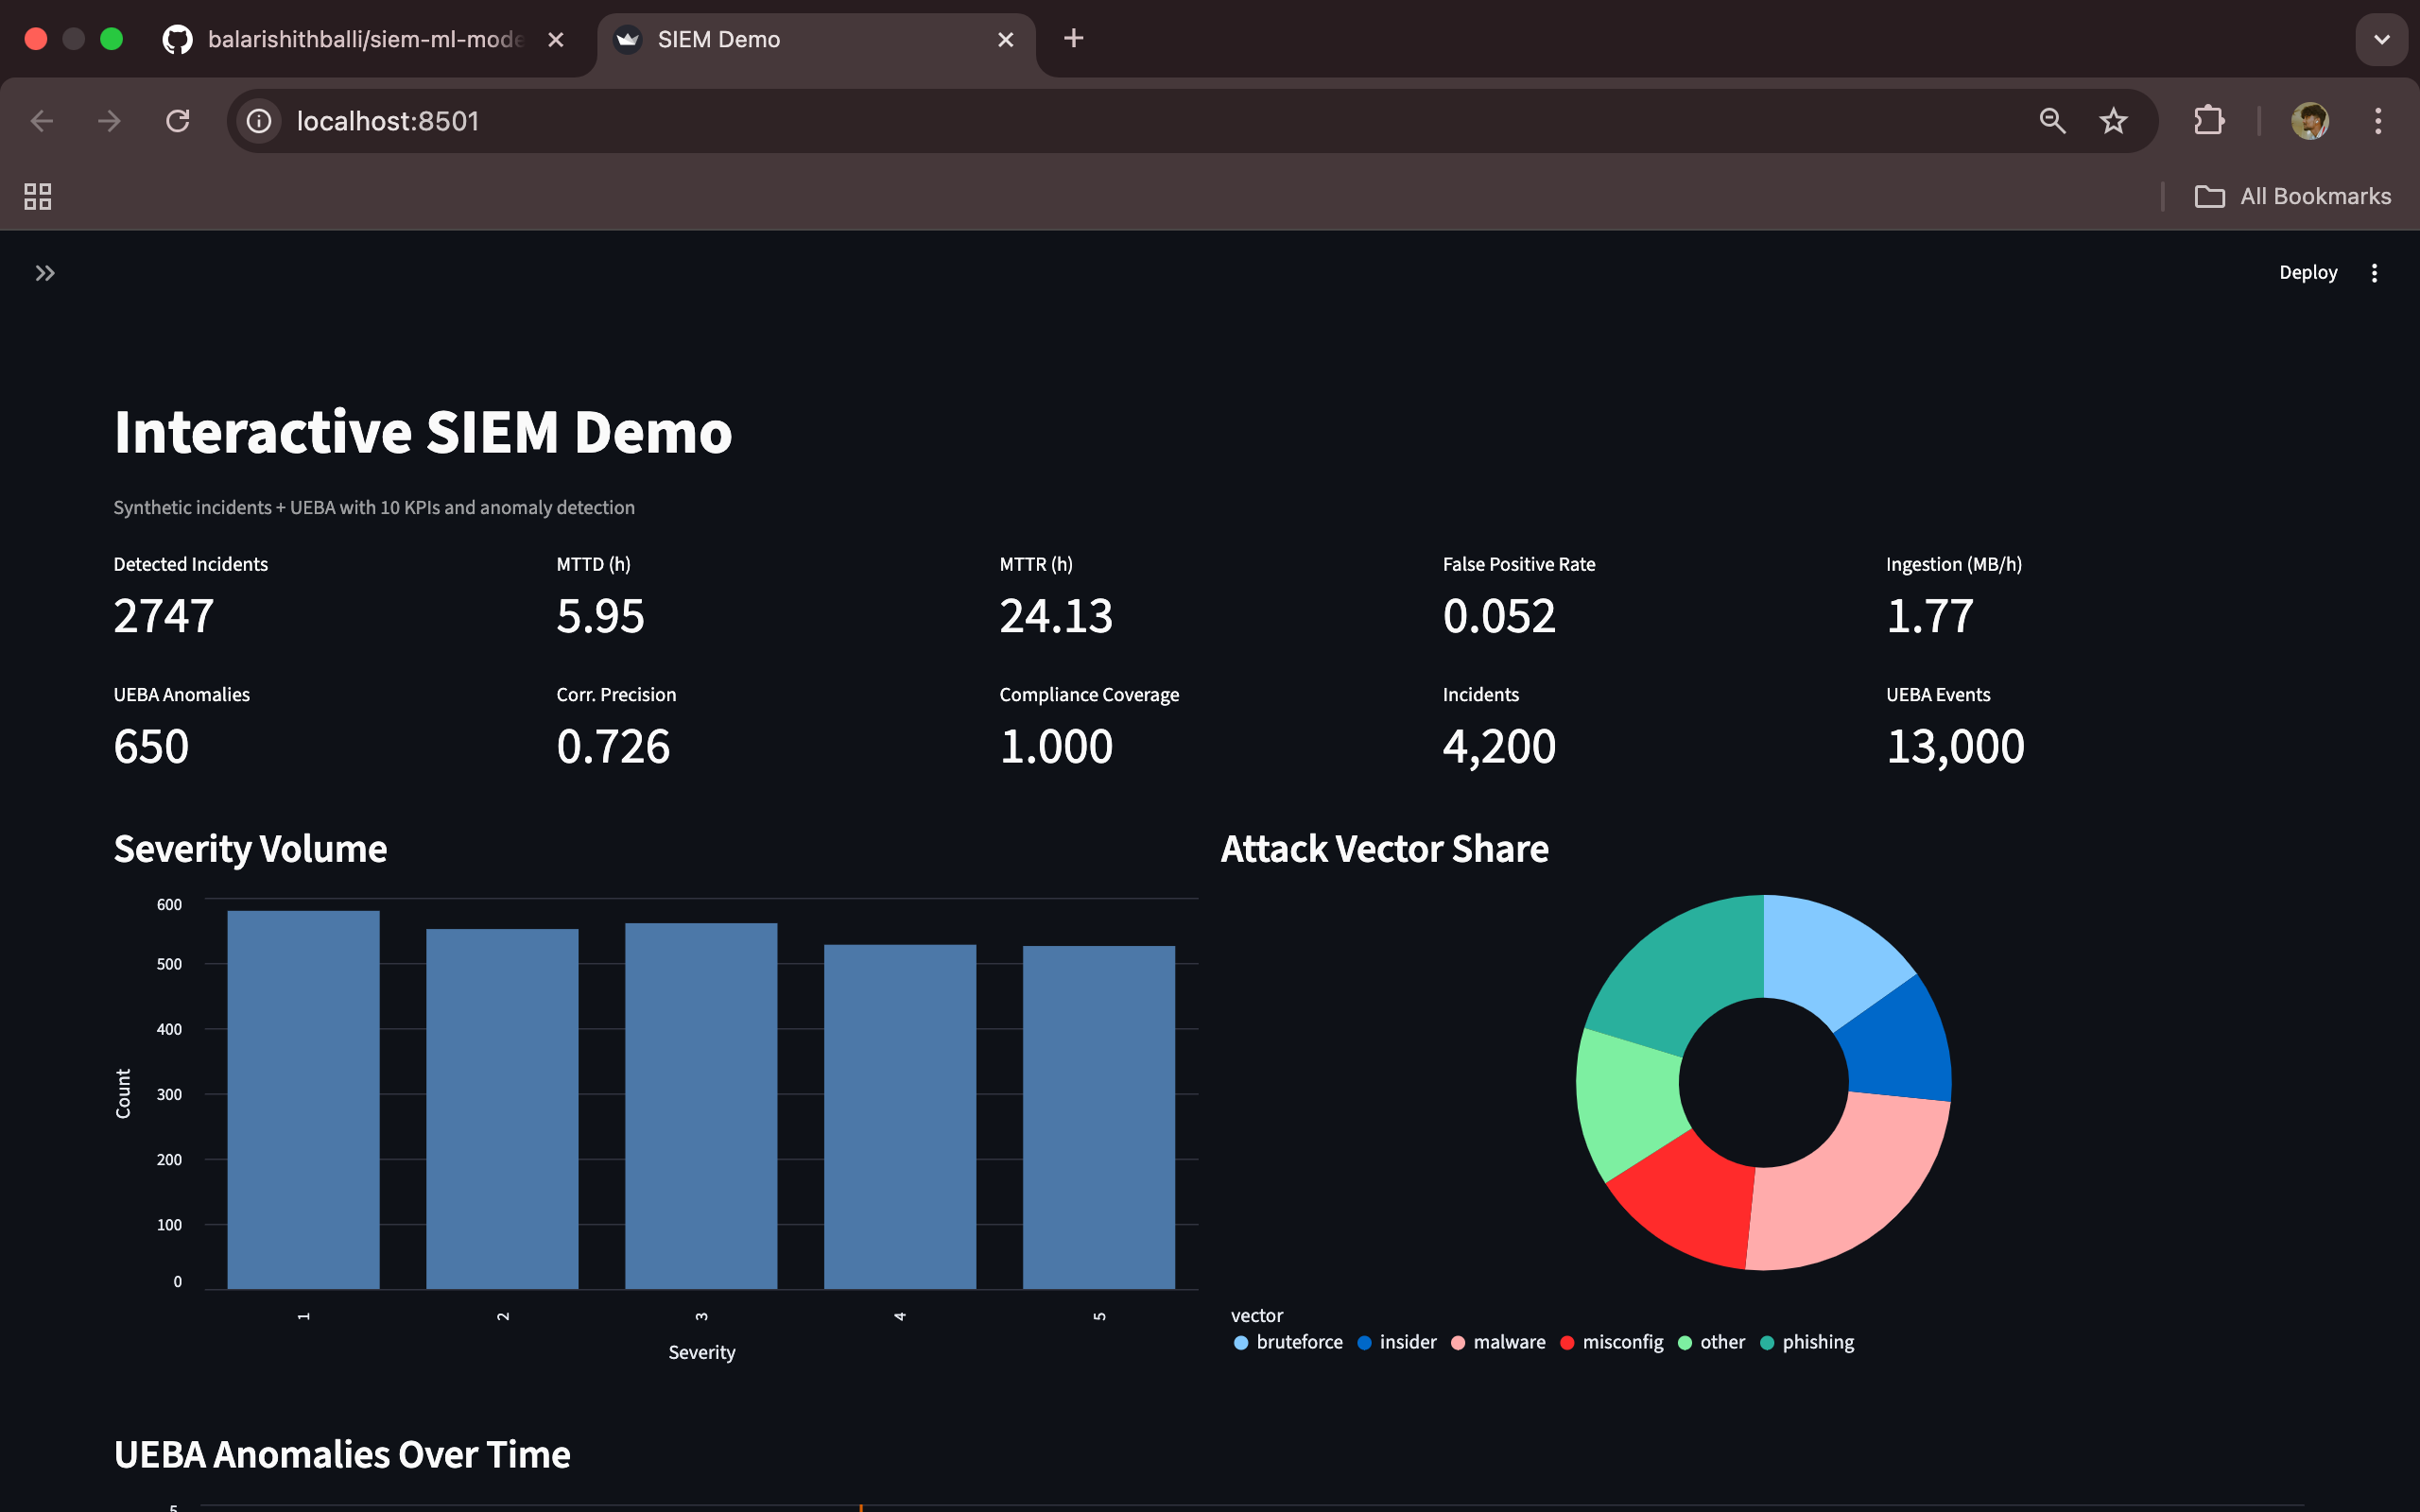 balarishithballi/siem-ml-mode
SIEM Demo
localhost:8501
All Bookmarks
Deploy
Interactive SIEM Demo
Synthetic incidents + UEBA with 10 KPIs and anomaly detection
Detected Incidents
2747
MTTD (h)
5.95
MTTR (h)
24.13
False Positive Rate
0.052
Ingestion (MB/h)
1.77
UEBA Anomalies
650
Corr. Precision
0.726
Compliance Coverage
1.000
Incidents
4,200
UEBA Events
13,000
Severity Volume
600
500
400
300
200
100
0
Count
1
2
3
4
5
Severity
Attack Vector Share
vector
bruteforce insider malware misconfig other phishing
UEBA Anomalies Over Time
5